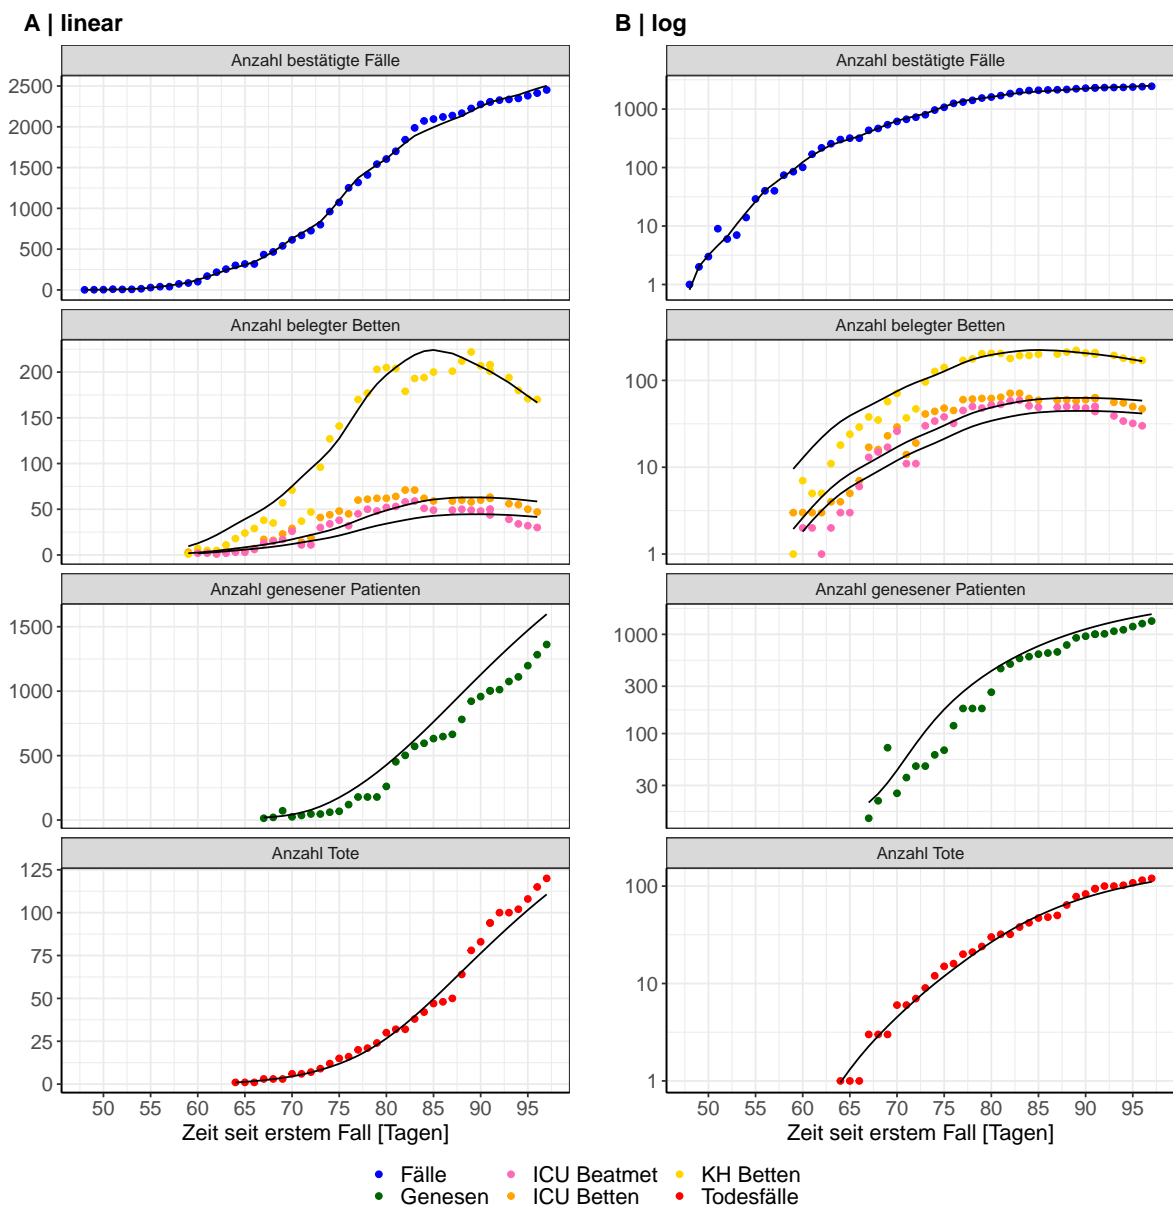 A | linear
B | log
Anzahl bestätigte Fälle
2500
2000
1500
1000
500
0
Anzahl bestätigte Fälle
1000
100
10
1
Anzahl belegter Betten
200
150
100
50
0
Anzahl belegter Betten
100
10
1
Anzahl genesener Patienten
1500
1000
500
0
Anzahl genesener Patienten
1000
300
100
30
Anzahl Tote
125
100
75
50
25
0
50 55 60 65 70 75 80 85 90 95
Zeit seit erstem Fall [Tagen]
Anzahl Tote
100
10
1
50 55 60 65 70 75 80 85 90 95
Zeit seit erstem Fall [Tagen]
Fälle ICU Beatmet KH Betten
Genesen ICU Betten Todesfälle